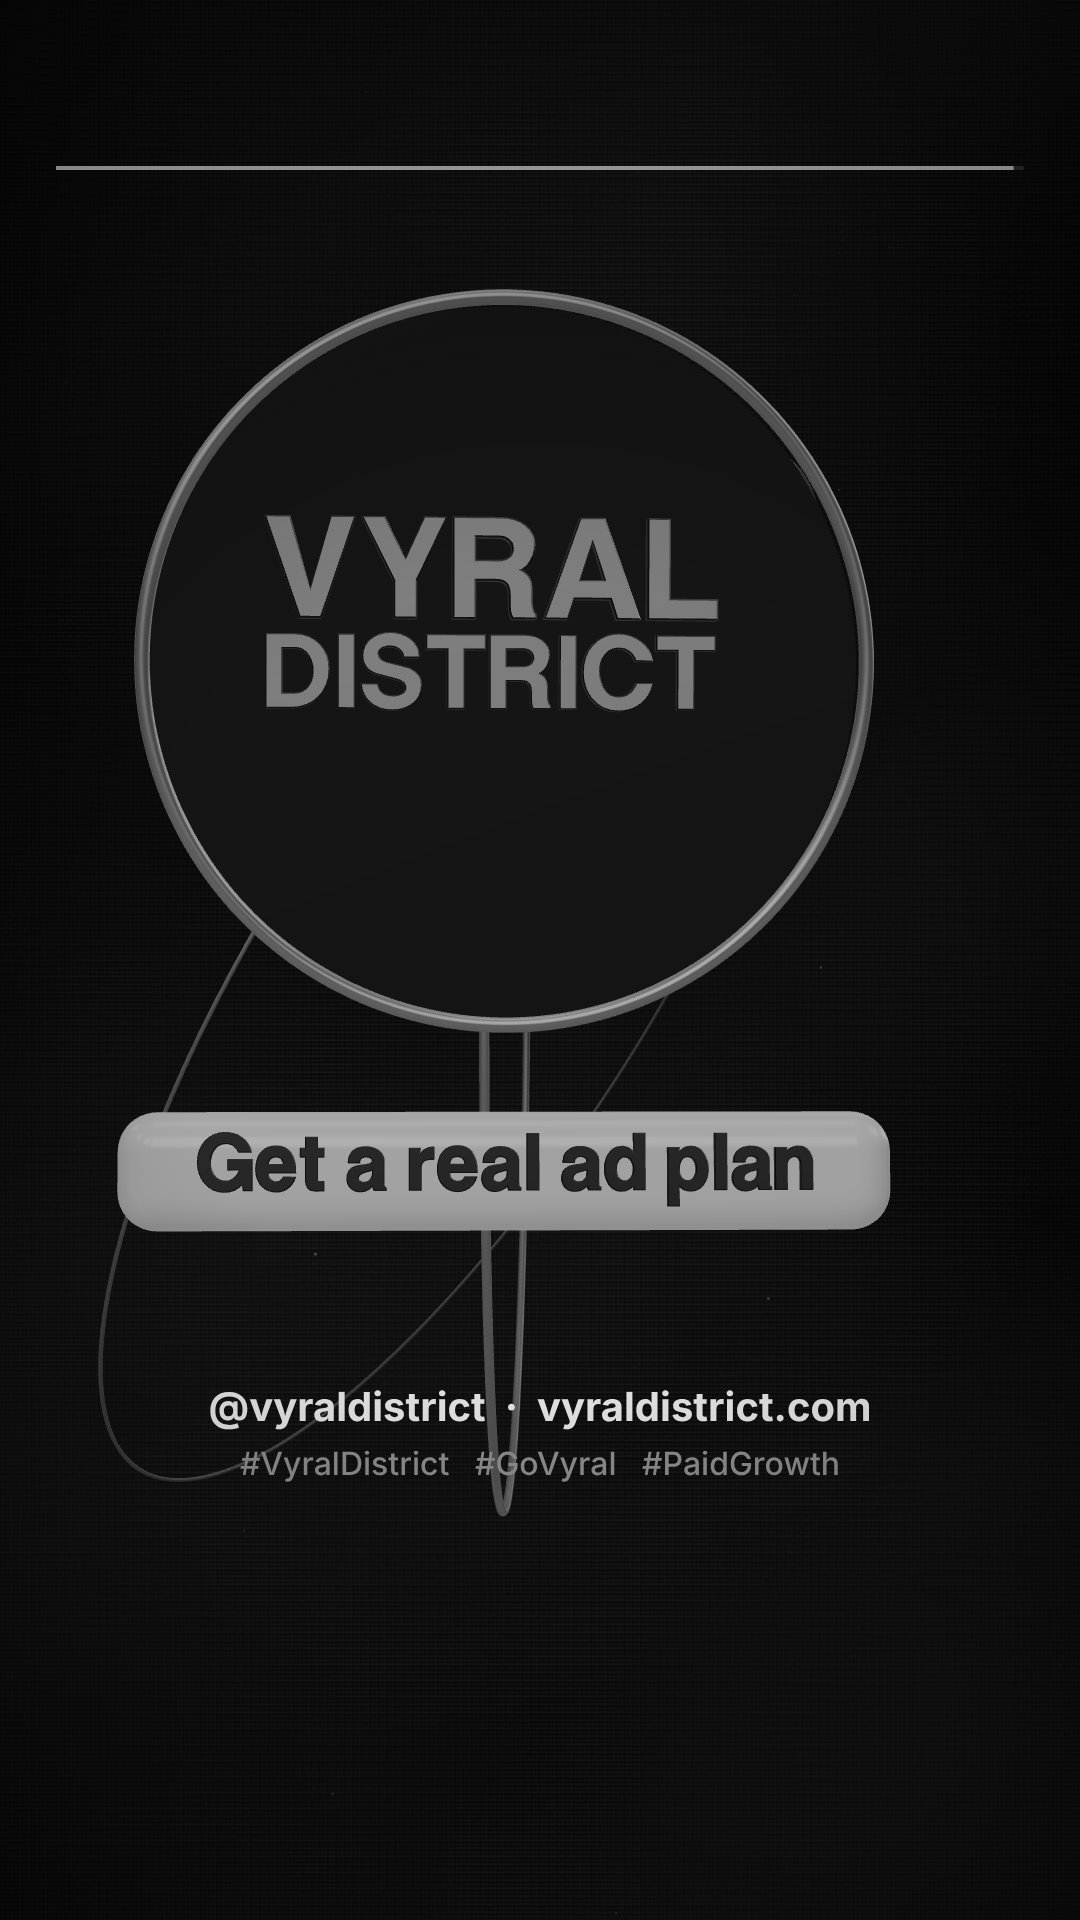 VYRAL
DISTRICT
Get a real ad plan
@vyraldistrict · vyraldistrict.com
#VyralDistrict #GoVyral #PaidGrowth